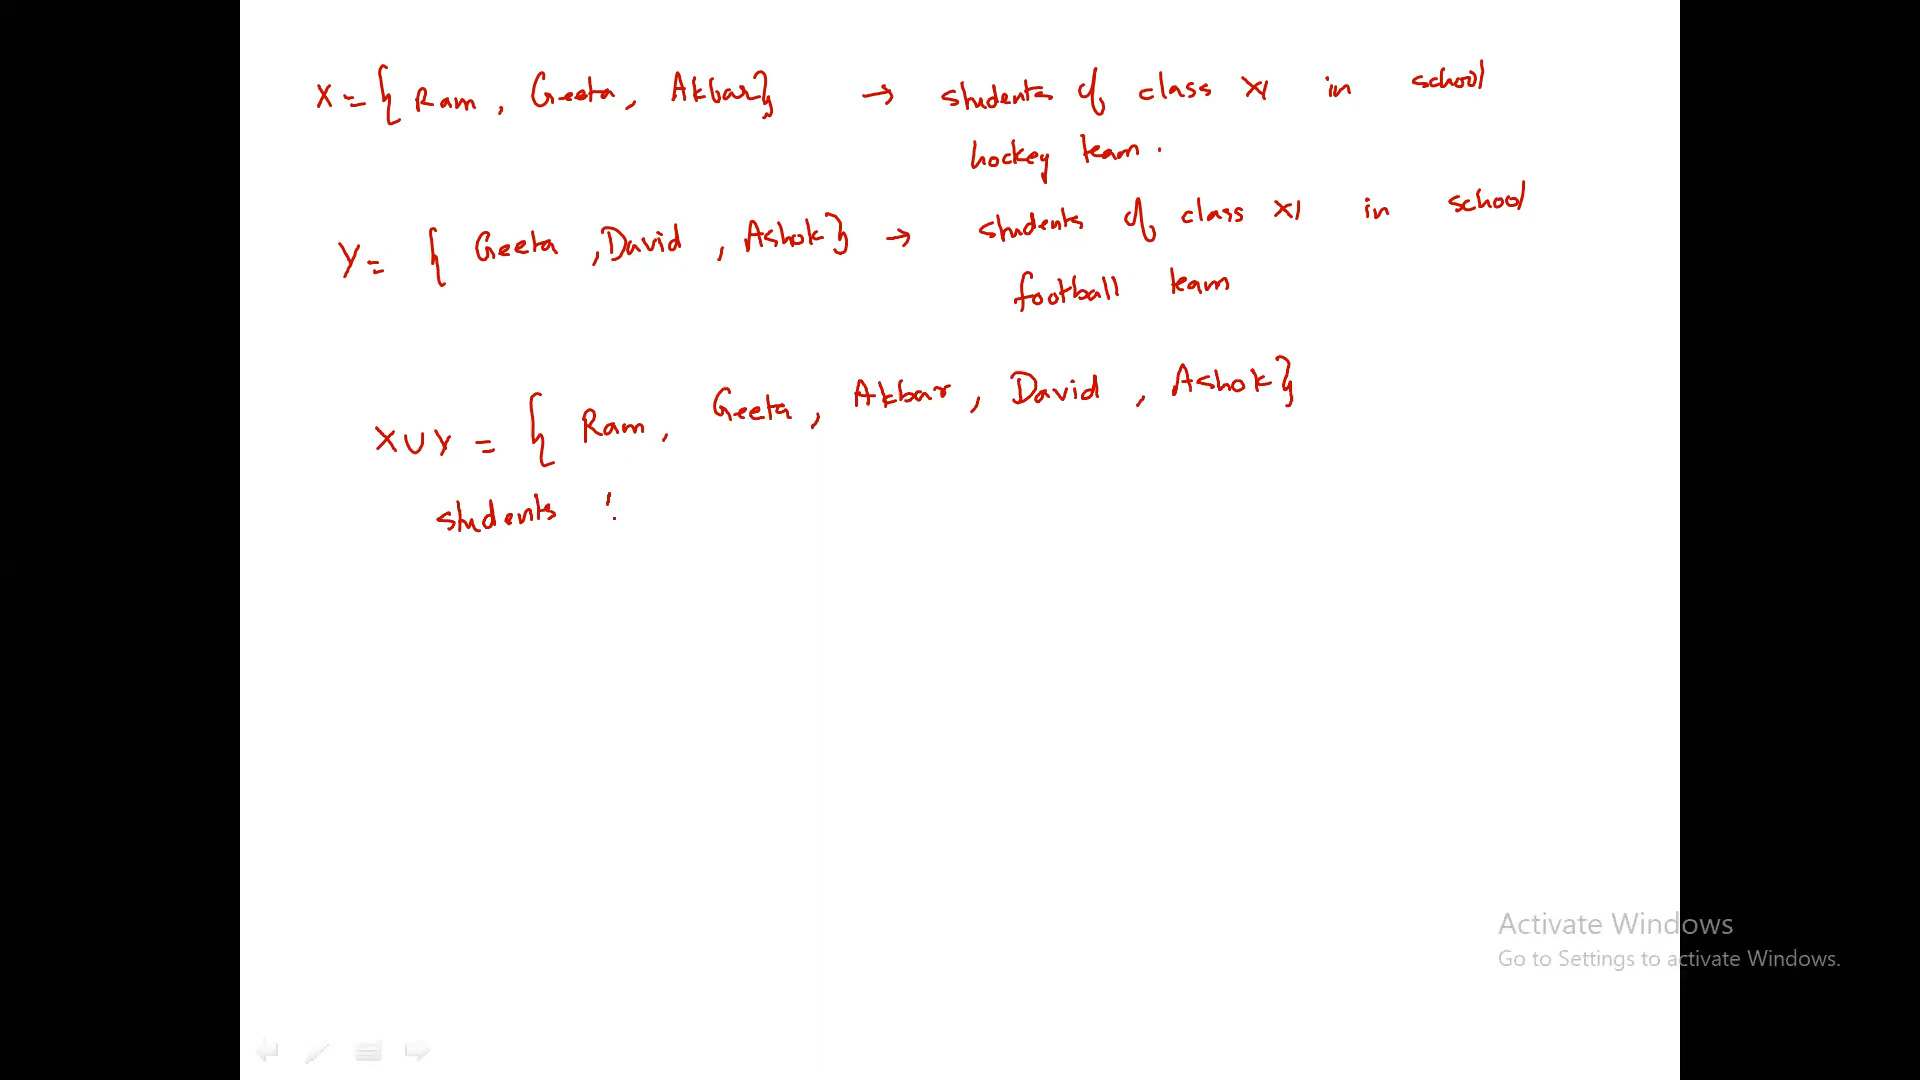 X = { Ram , Geeta , Akbar} → students of class XI in school
hockey team .
Y = { Geeta , David , Ashok} → students of class XI in school
football team
X ∪ Y = { Ram , Geeta , Akbar , David , Ashok}
students
Activate Windows
Go to Settings to activate Windows.